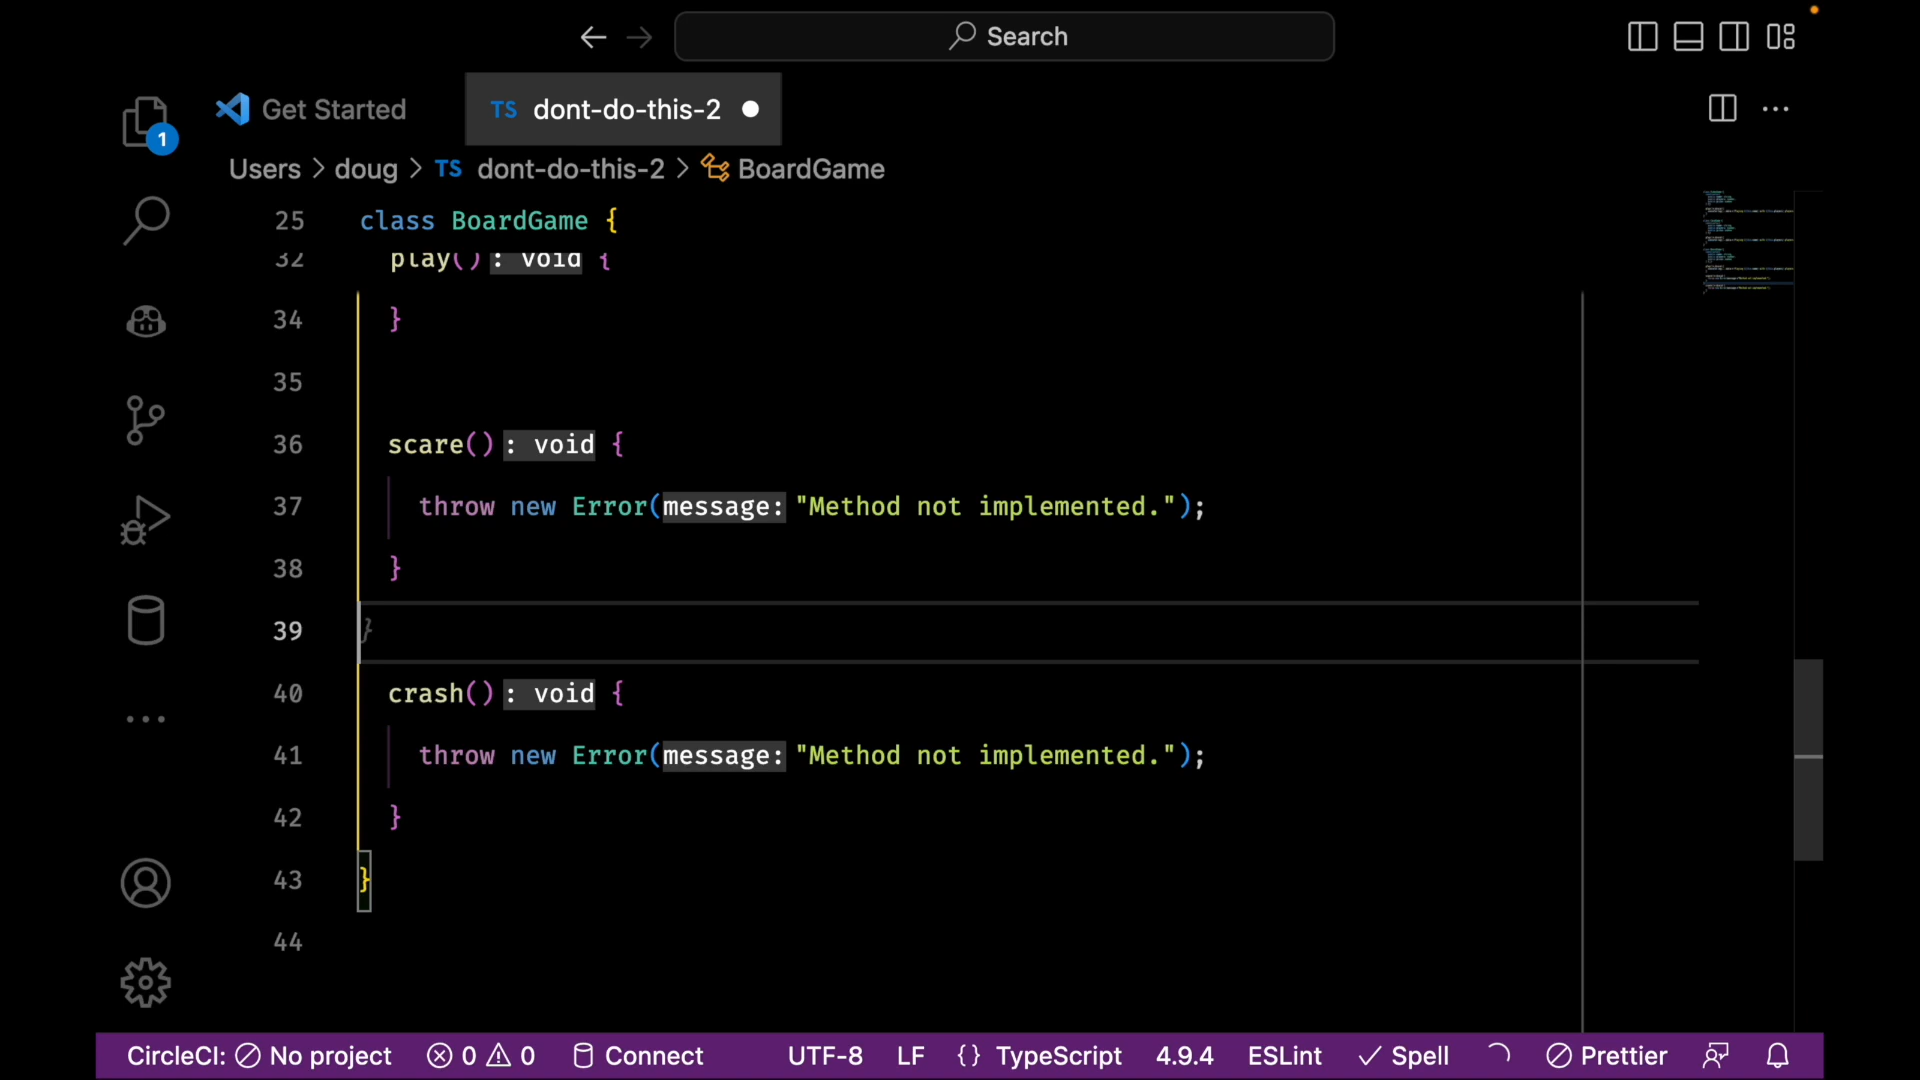 Search
Get Started
TS dont-do-this-2
1
Users > doug > TS dont-do-this-2 > BoardGame
25 class BoardGame {
32 play(): void {
34 }
35
36 scare(): void {
37 throw new Error(message: "Method not implemented.");
38 }
39 }
40 crash(): void {
41 throw new Error(message: "Method not implemented.");
42 }
43 }
44
CircleCI: No project 0 0 Connect UTF-8 LF {} TypeScript 4.9.4 ESLint Spell Prettier